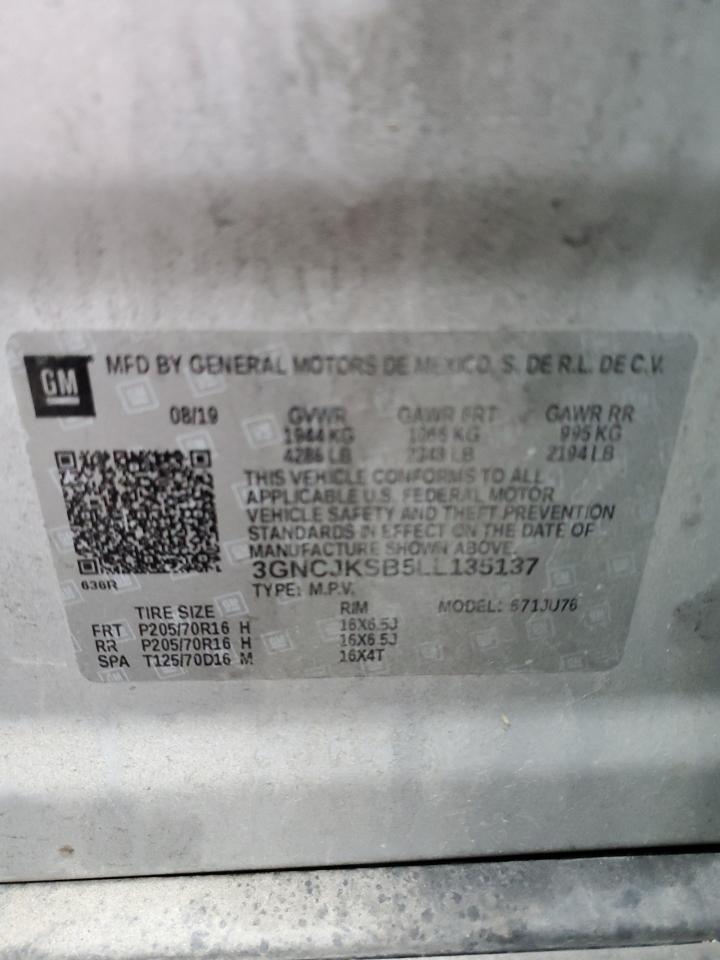 GM
MFD BY GENERAL MOTORS DE MEXICO, S. DE R.L. DE C.V.
08/19 GVWR GAWR FRT GAWR RR
1944 KG KG 995 KG
4286 LB LB 2194 LB
THIS VEHICLE CONFORMS TO ALL
APPLICABLE U.S. FEDERAL MOTOR
VEHICLE SAFETY AND THEFT PREVENTION
STANDARDS IN EFFECT ON THE DATE OF
MANUFACTURE SHOWN ABOVE.
3GNCJKSB5LL135137
636R
TYPE: M.P.V.
TIRE SIZE RIM MODEL: 671JU76
FRT P205/70R16 H 16X6.5J
RR P205/70R16 H 16X6.5J
SPA T125/70D16 M 16X4T